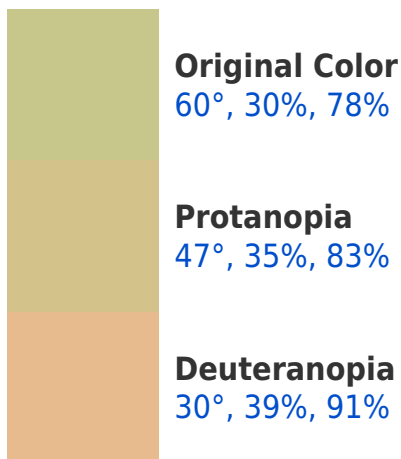 Original Color
60°, 30%, 78%
Protanopia
47°, 35%, 83%
Deuteranopia
30°, 39%, 91%